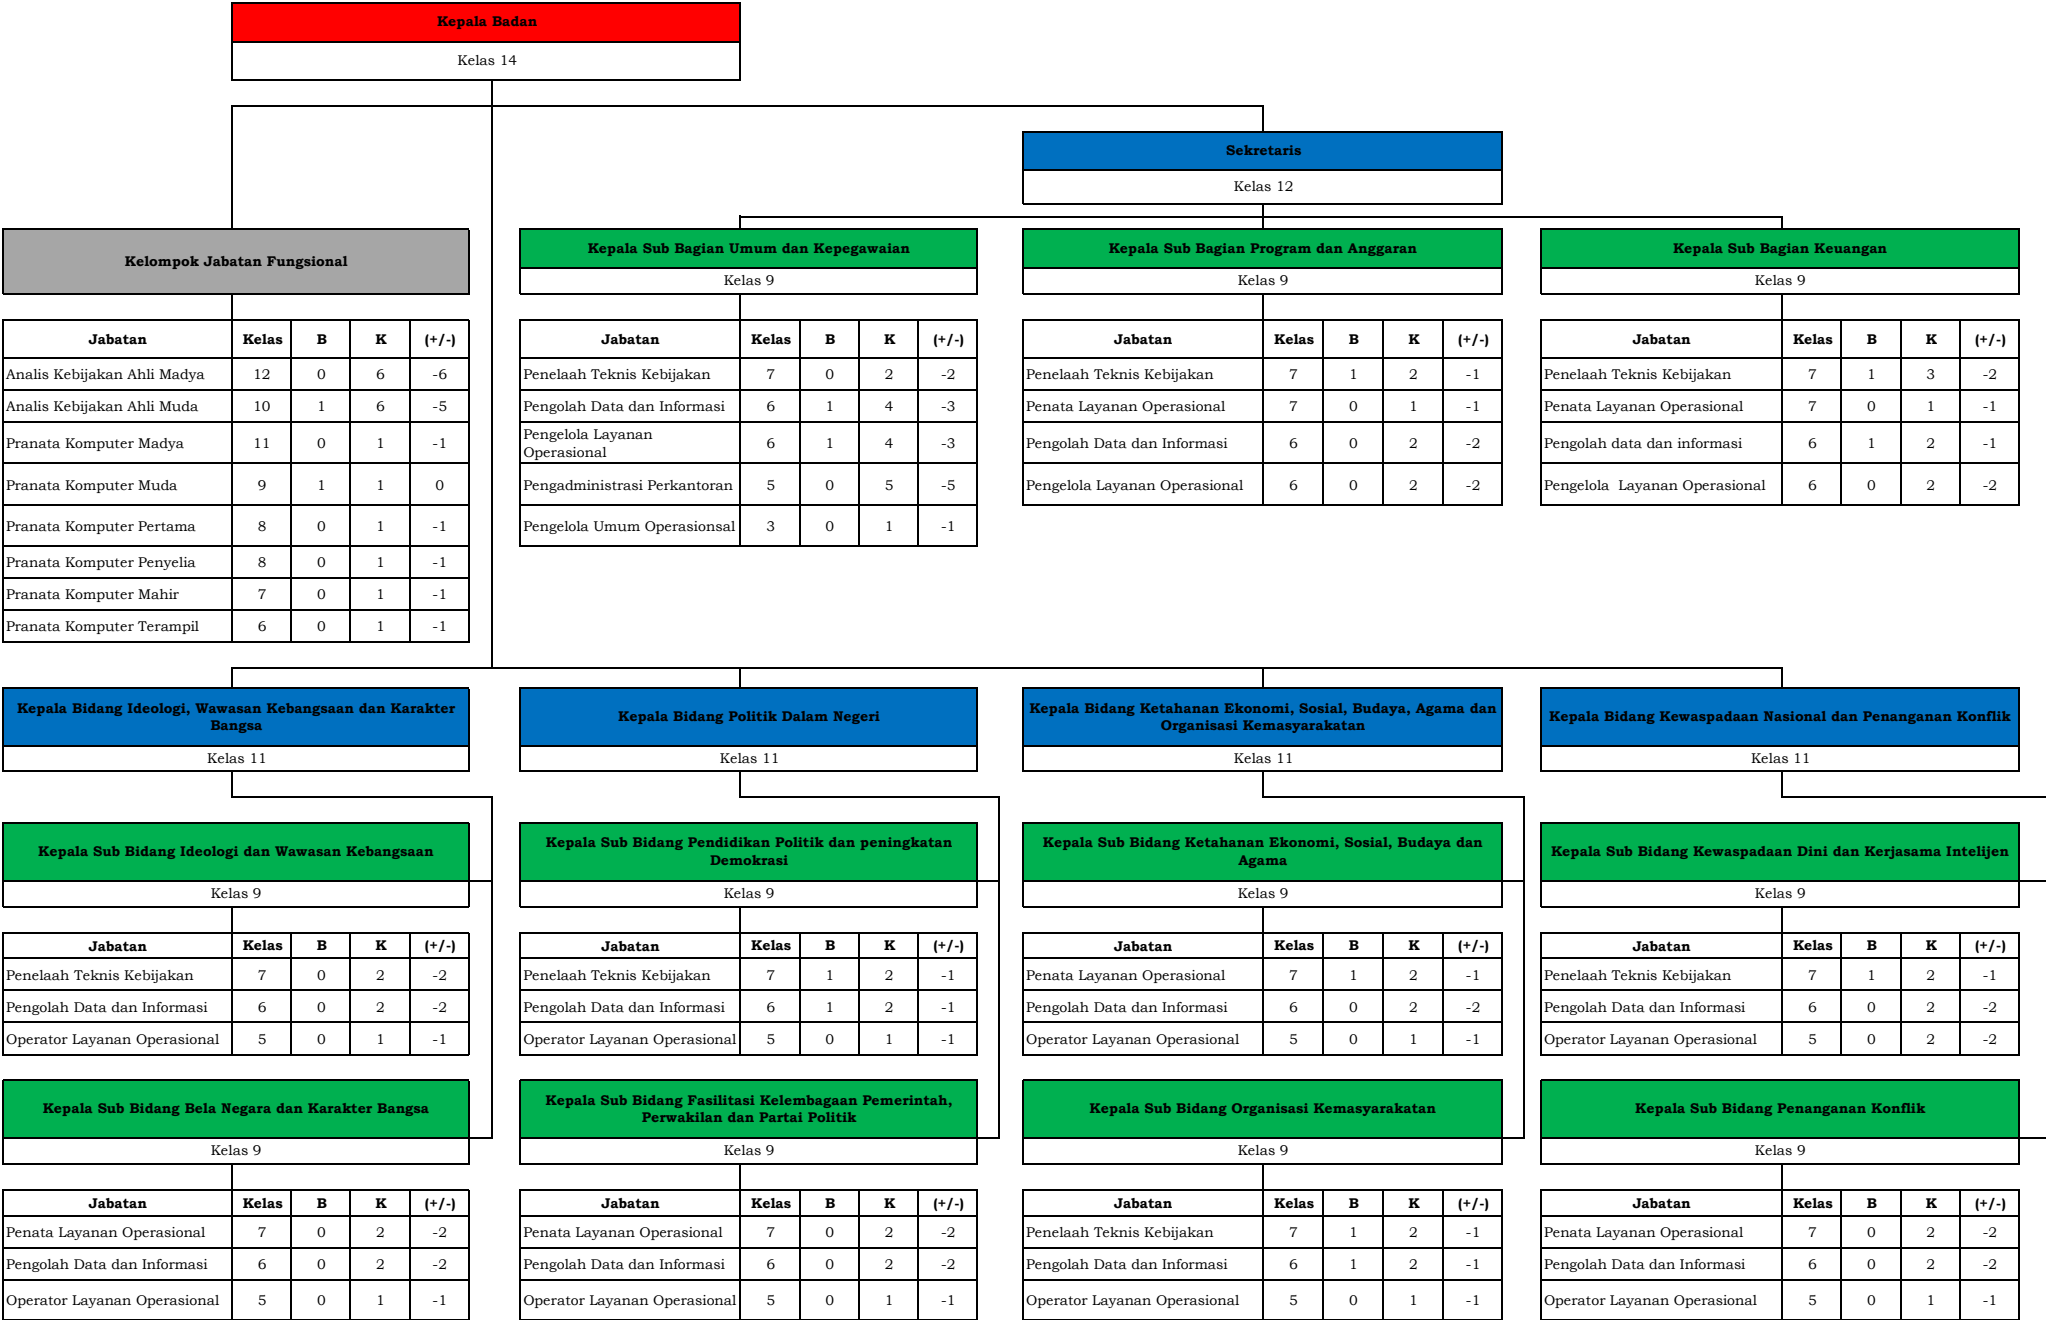 Kepala Badan
Kelas 14
Sekretaris
Kelas 12
Kelompok Jabatan Fungsional
Jabatan Kelas B K (+/-)
Analis Kebijakan Ahli Madya 12 0 6 -6
Analis Kebijakan Ahli Muda 10 1 6 -5
Pranata Komputer Madya 11 0 1 -1
Pranata Komputer Muda 9 1 1 0
Pranata Komputer Pertama 8 0 1 -1
Pranata Komputer Penyelia 8 0 1 -1
Pranata Komputer Mahir 7 0 1 -1
Pranata Komputer Terampil 6 0 1 -1
Kepala Sub Bagian Umum dan Kepegawaian
Kelas 9
Jabatan Kelas B K (+/-)
Penelaah Teknis Kebijakan 7 0 2 -2
Pengolah Data dan Informasi 6 1 4 -3
Pengelola Layanan
Operasional 6 1 4 -3
Pengadministrasi Perkantoran 5 0 5 -5
Pengelola Umum Operasionsal 3 0 1 -1
Kepala Sub Bagian Program dan Anggaran
Kelas 9
Jabatan Kelas B K (+/-)
Penelaah Teknis Kebijakan 7 1 2 -1
Penata Layanan Operasional 7 0 1 -1
Pengolah Data dan Informasi 6 0 2 -2
Pengelola Layanan Operasional 6 0 2 -2
Kepala Sub Bagian Keuangan
Kelas 9
Jabatan Kelas B K (+/-)
Penelaah Teknis Kebijakan 7 1 3 -2
Penata Layanan Operasional 7 0 1 -1
Pengolah data dan informasi 6 1 2 -1
Pengelola Layanan Operasional 6 0 2 -2
Kepala Bidang Ideologi, Wawasan Kebangsaan dan Karakter
Bangsa
Kelas 11
Kepala Sub Bidang Ideologi dan Wawasan Kebangsaan
Kelas 9
Jabatan Kelas B K (+/-)
Penelaah Teknis Kebijakan 7 0 2 -2
Pengolah Data dan Informasi 6 0 2 -2
Operator Layanan Operasional 5 0 1 -1
Kepala Sub Bidang Bela Negara dan Karakter Bangsa
Kelas 9
Jabatan Kelas B K (+/-)
Penata Layanan Operasional 7 0 2 -2
Pengolah Data dan Informasi 6 0 2 -2
Operator Layanan Operasional 5 0 1 -1
Kepala Bidang Politik Dalam Negeri
Kelas 11
Kepala Sub Bidang Pendidikan Politik dan peningkatan
Demokrasi
Kelas 9
Jabatan Kelas B K (+/-)
Penelaah Teknis Kebijakan 7 1 2 -1
Pengolah Data dan Informasi 6 1 2 -1
Operator Layanan Operasional 5 0 1 -1
Kepala Sub Bidang Fasilitasi Kelembagaan Pemerintah,
Perwakilan dan Partai Politik
Kelas 9
Jabatan Kelas B K (+/-)
Penata Layanan Operasional 7 0 2 -2
Pengolah Data dan Informasi 6 0 2 -2
Operator Layanan Operasional 5 0 1 -1
Kepala Bidang Ketahanan Ekonomi, Sosial, Budaya, Agama dan
Organisasi Kemasyarakatan
Kelas 11
Kepala Sub Bidang Ketahanan Ekonomi, Sosial, Budaya dan
Agama
Kelas 9
Jabatan Kelas B K (+/-)
Penata Layanan Operasional 7 1 2 -1
Pengolah Data dan Informasi 6 0 2 -2
Operator Layanan Operasional 5 0 1 -1
Kepala Sub Bidang Organisasi Kemasyarakatan
Kelas 9
Jabatan Kelas B K (+/-)
Penelaah Teknis Kebijakan 7 1 2 -1
Pengolah Data dan Informasi 6 1 2 -1
Operator Layanan Operasional 5 0 1 -1
Kepala Bidang Kewaspadaan Nasional dan Penanganan Konflik
Kelas 11
Kepala Sub Bidang Kewaspadaan Dini dan Kerjasama Intelijen
Kelas 9
Jabatan Kelas B K (+/-)
Penelaah Teknis Kebijakan 7 1 2 -1
Pengolah Data dan Informasi 6 0 2 -2
Operator Layanan Operasional 5 0 2 -2
Kepala Sub Bidang Penanganan Konflik
Kelas 9
Jabatan Kelas B K (+/-)
Penata Layanan Operasional 7 0 2 -2
Pengolah Data dan Informasi 6 0 2 -2
Operator Layanan Operasional 5 0 1 -1